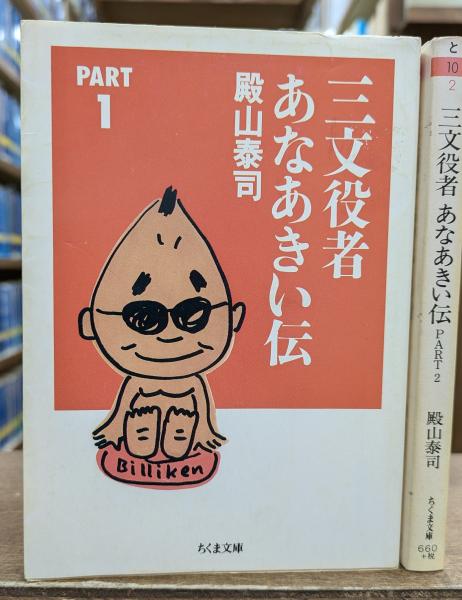 PART
1
三文役者
あなあきい伝
殿山泰司
Billiken
ちくま文庫
と
10
2
三文役者 あなあきい伝 PART2
殿山泰司
ちくま文庫
660
+税